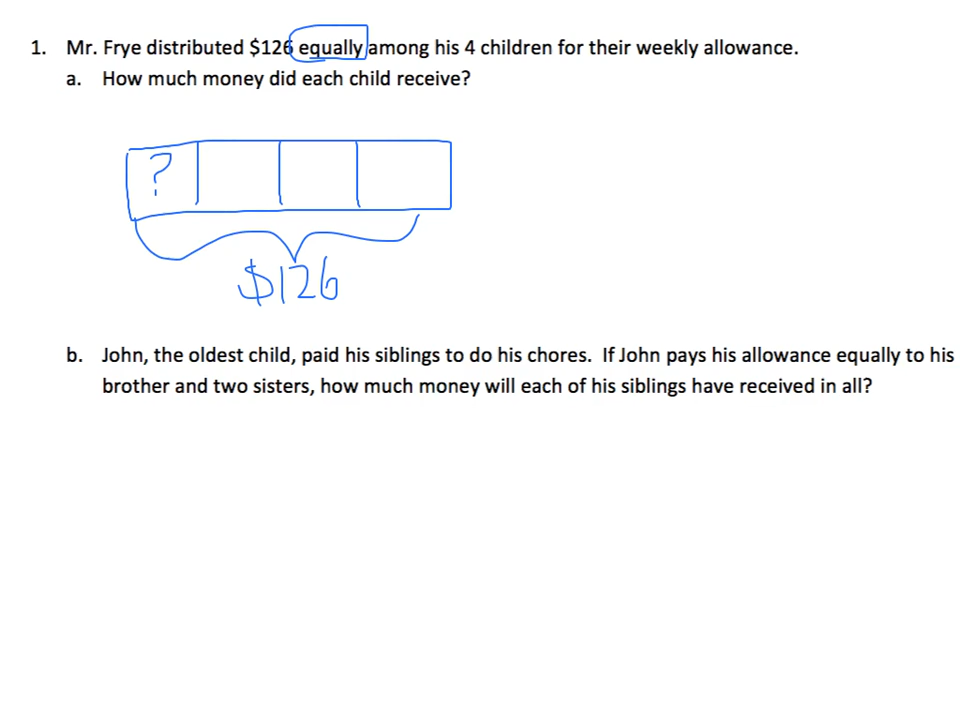 1. Mr. Frye distributed $126 equally among his 4 children for their weekly allowance.
a. How much money did each child receive?
?
$126
b. John, the oldest child, paid his siblings to do his chores. If John pays his allowance equally to his
brother and two sisters, how much money will each of his siblings have received in all?